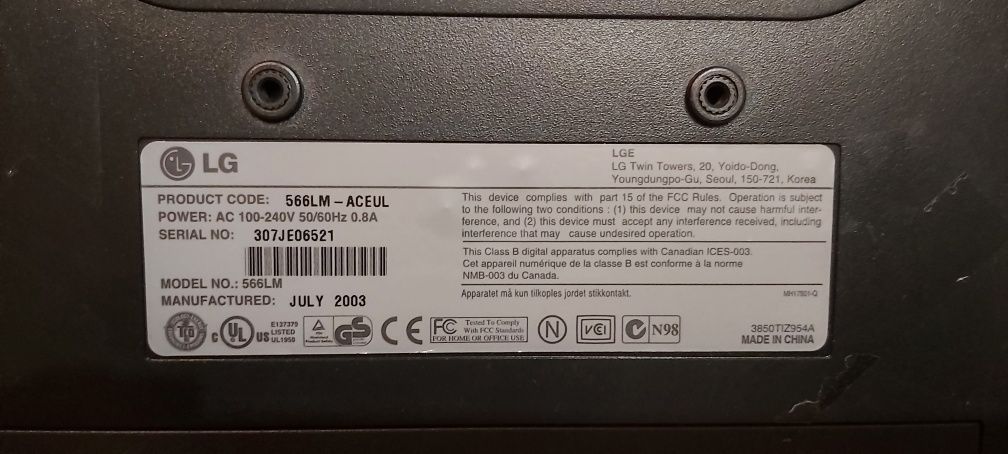 LG
LGE
LG Twin Towers, 20, Yoido-Dong,
Youngdungpo-Gu, Seoul, 150-721, Korea
PRODUCT CODE: 566LM-ACEUL
POWER: AC 100-240V 50/60Hz 0.8A
SERIAL NO: 307JE06521
MODEL NO.: 566LM
MANUFACTURED: JULY 2003
This device complies with part 15 of the FCC Rules. Operation is subject
to the following two conditions : (1) this device may not cause harmful inter-
ference, and (2) this device must accept any interference received, including
interference that may cause undesired operation.
This Class B digital apparatus complies with Canadian ICES-003.
Cet appareil numérique de la classe B est conforme à la norme
NMB-003 du Canada.
Apparatet må kun tilkoples jordet stikkontakt.
TCO
C UL US
E137379
LISTED
UL1950
GS
CE
FC
Tested To Comply
With FCC Standards
FOR HOME OR OFFICE USE
N
VCI
N98
3850TIZ954A
MADE IN CHINA